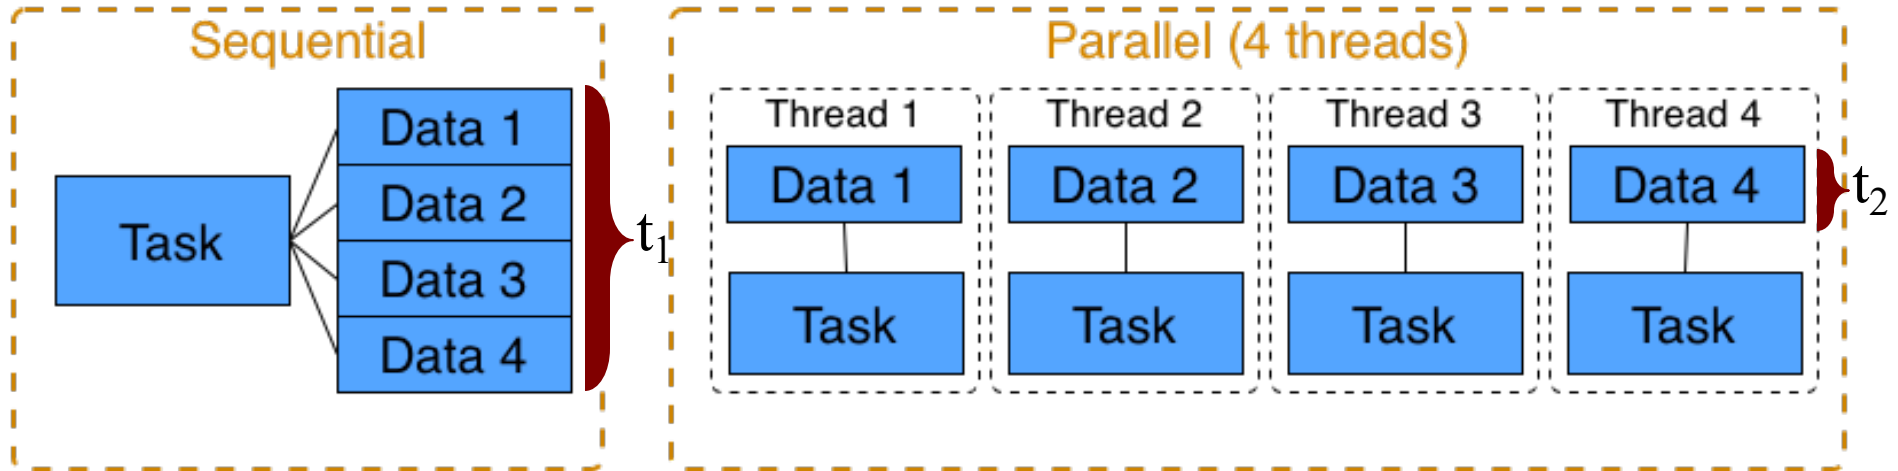 Sequential
Task
Data 1
Data 2
Data 3
Data 4
t₁
Parallel (4 threads)
Thread 1
Data 1
Task
Thread 2
Data 2
Task
Thread 3
Data 3
Task
Thread 4
Data 4
Task
t₂